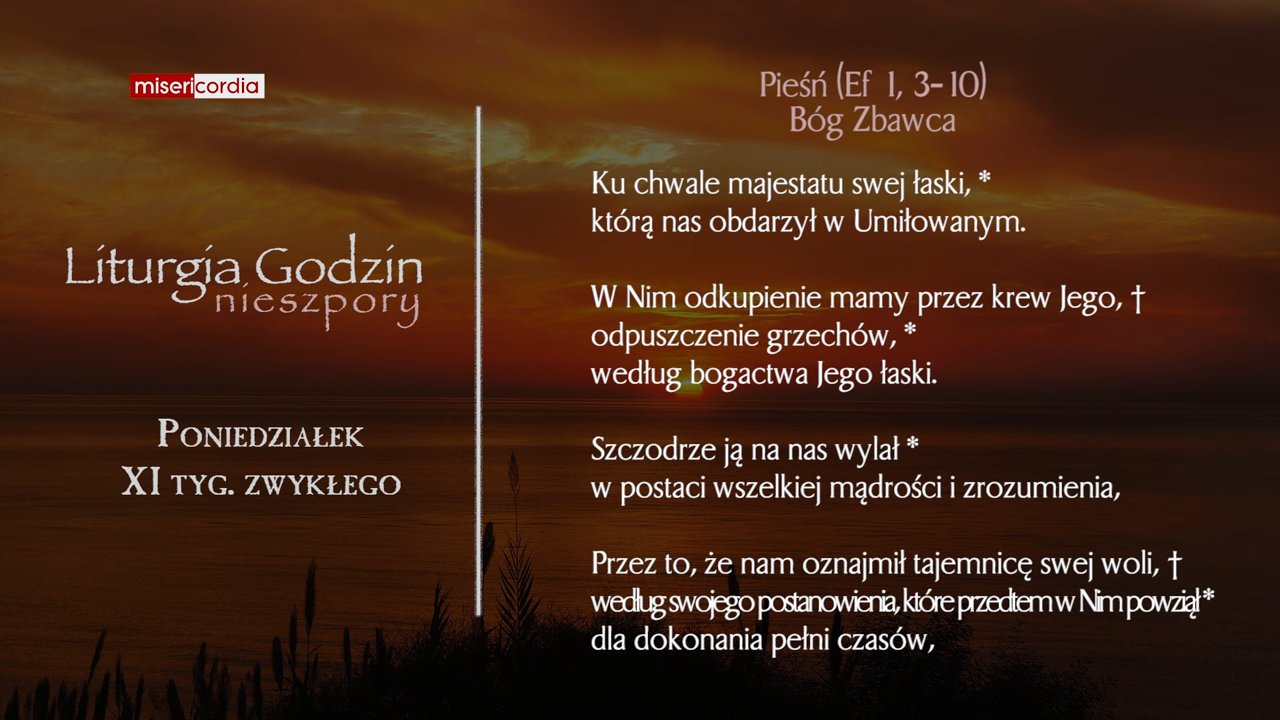 misericordia
Liturgia Godzin
nieszpory
Poniedziałek
XI tyg. zwykłego
Pieśń (Ef 1, 3-10)
Bóg Zbawca
Ku chwale majestatu swej łaski, *
którą nas obdarzył w Umiłowanym.
W Nim odkupienie mamy przez krew Jego, †
odpuszczenie grzechów, *
według bogactwa Jego łaski.
Szczodrze ją na nas wylał *
w postaci wszelkiej mądrości i zrozumienia,
Przez to, że nam oznajmił tajemnicę swej woli, †
według swojego postanowienia, które przedtem w Nim powziął *
dla dokonania pełni czasów,